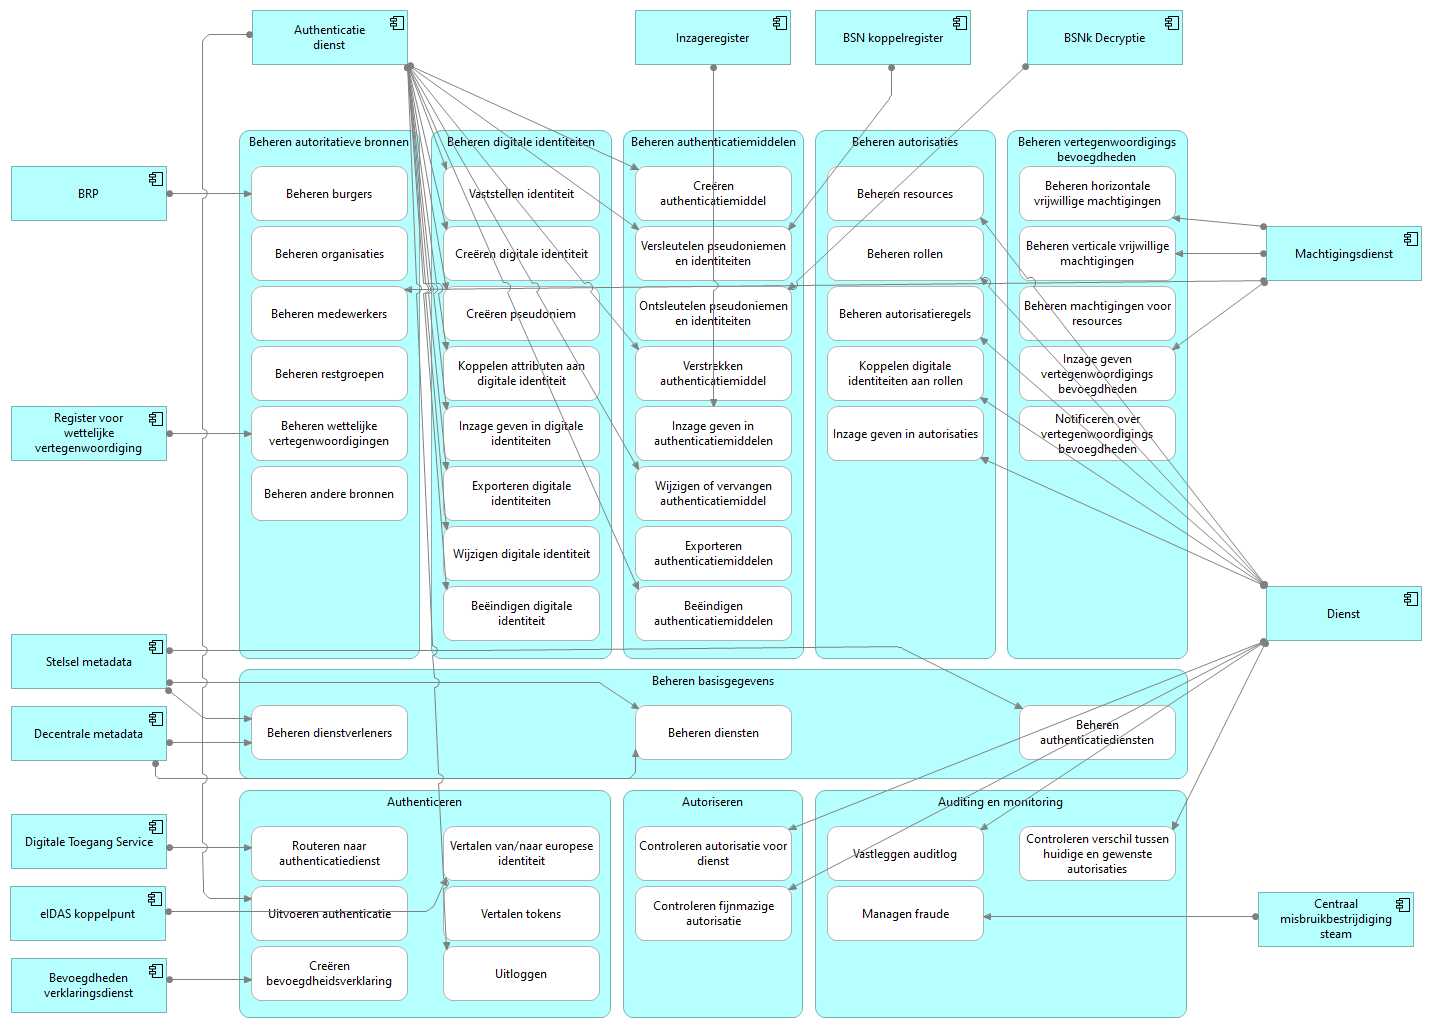 Authenticatie
dienst
Inzageregister
BSN koppelregister
BSNk Decryptie
Beheren autoritatieve bronnen
Beheren digitale identiteiten
Beheren authenticatiemiddelen
Beheren autorisaties
Beheren vertegenwoordigings
bevoegdheden
BRP
Beheren burgers
Vaststellen identiteit
Creëren
authenticatiemiddel
Beheren resources
Beheren horizontale
vrijwillige machtigingen
Beheren organisaties
Creëren digitale identiteit
Versleutelen pseudoniemen
en identiteiten
Beheren rollen
Beheren verticale vrijwillige
machtigingen
Machtigingsdienst
Beheren medewerkers
Creëren pseudoniem
Ontsleutelen pseudoniemen
en identiteiten
Beheren autorisatieregels
Beheren machtigingen voor
resources
Beheren restgroepen
Koppelen attributen aan
digitale identiteit
Verstrekken
authenticatiemiddel
Koppelen digitale
identiteiten aan rollen
Inzage geven
vertegenwoordigings
bevoegdheden
Register voor
wettelijke
vertegenwoordiging
Beheren wettelijke
vertegenwoordigingen
Inzage geven in digitale
identiteiten
Inzage geven in
authenticatiemiddelen
Inzage geven in autorisaties
Notificeren over
vertegenwoordigings
bevoegdheden
Beheren andere bronnen
Exporteren digitale
identiteiten
Wijzigen of vervangen
authenticatiemiddel
Wijzigen digitale identiteit
Exporteren
authenticatiemiddelen
Beëindigen digitale
identiteit
Beëindigen
authenticatiemiddelen
Dienst
Stelsel metadata
Beheren basisgegevens
Decentrale metadata
Beheren dienstverleners
Beheren diensten
Beheren
authenticatiediensten
Authenticeren
Autoriseren
Auditing en monitoring
Digitale Toegang Service
Routeren naar
authenticatiedienst
Vertalen van/naar europese
identiteit
Controleren autorisatie voor
dienst
Vastleggen auditlog
Controleren verschil tussen
huidige en gewenste
autorisaties
eIDAS koppelpunt
Uitvoeren authenticatie
Vertalen tokens
Controleren fijnmazige
autorisatie
Managen fraude
Centraal
misbruikbestrijdiging
steam
Bevoegdheden
verklaringsdienst
Creëren
bevoegdheidsverklaring
Uitloggen